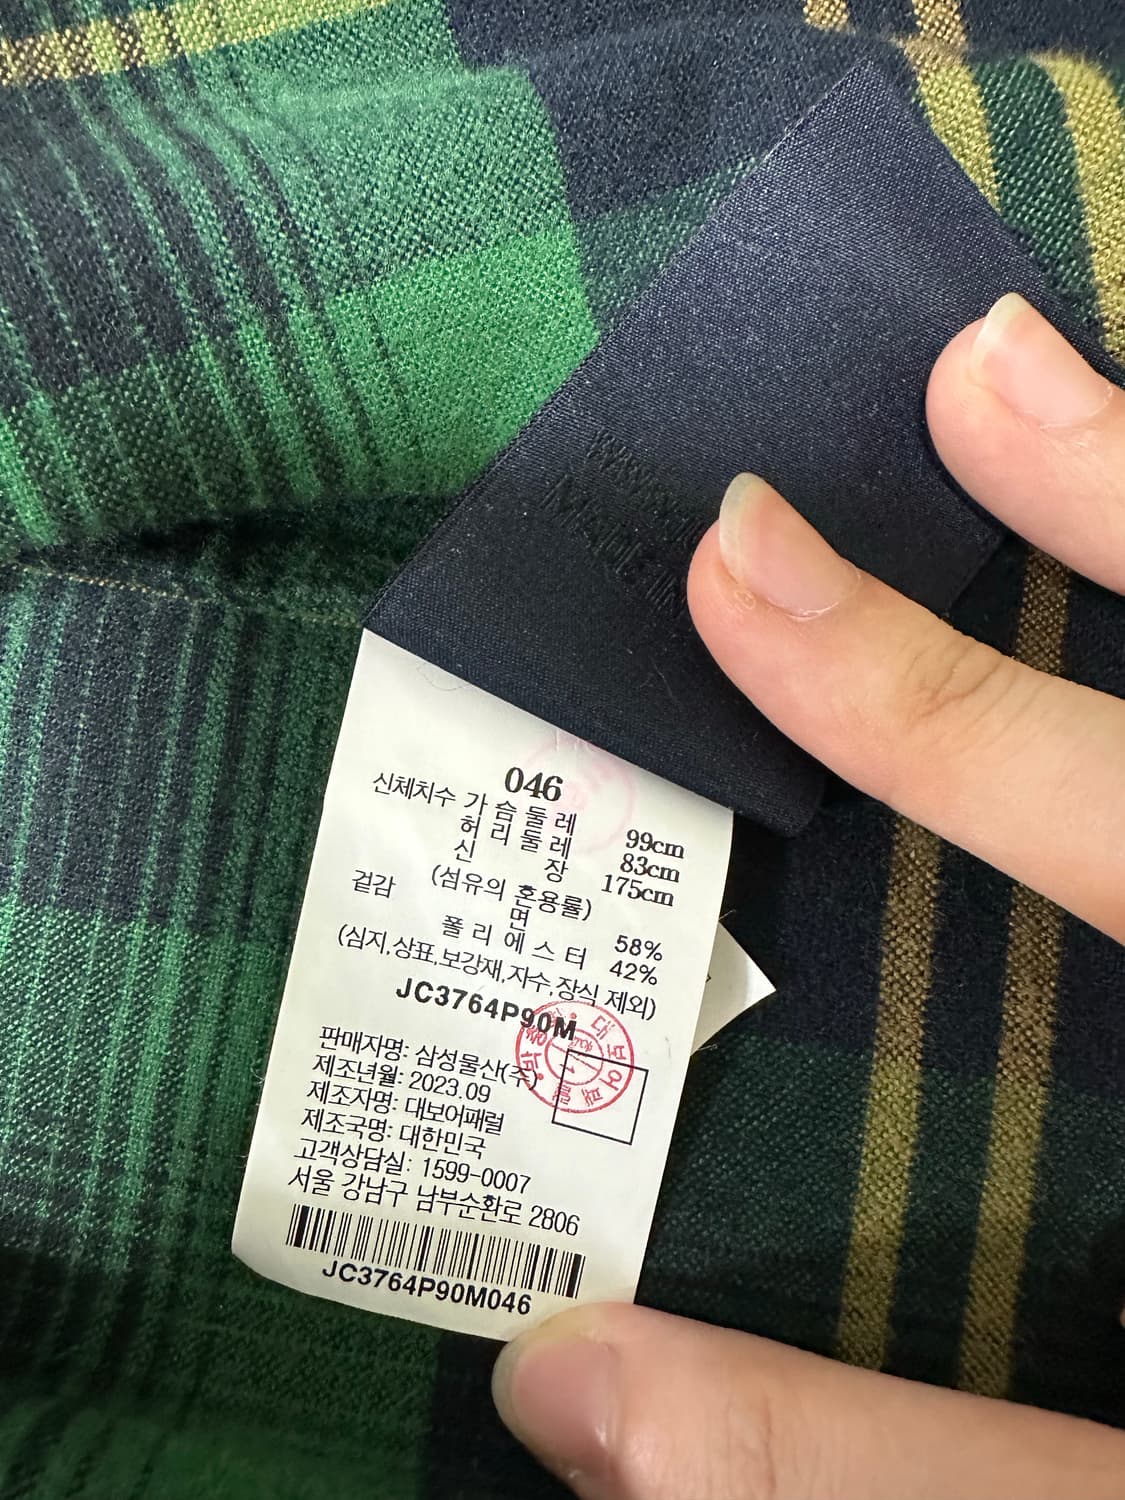 MADE IN
046
신체치수 가슴둘레 99cm
허리둘레 83cm
신장 175cm
(섬유의 혼용률)
겉감 면 58%
폴리에스터 42%
(심지,상표,보강재,자수,장식 제외)
JC3764P90M
판매자명: 삼성물산(주)
제조년월: 2023.09
제조자명: 대보어패럴
제조국명: 대한민국
고객상담실: 1599-0007
서울 강남구 남부순환로 2806
JC3764P90M046